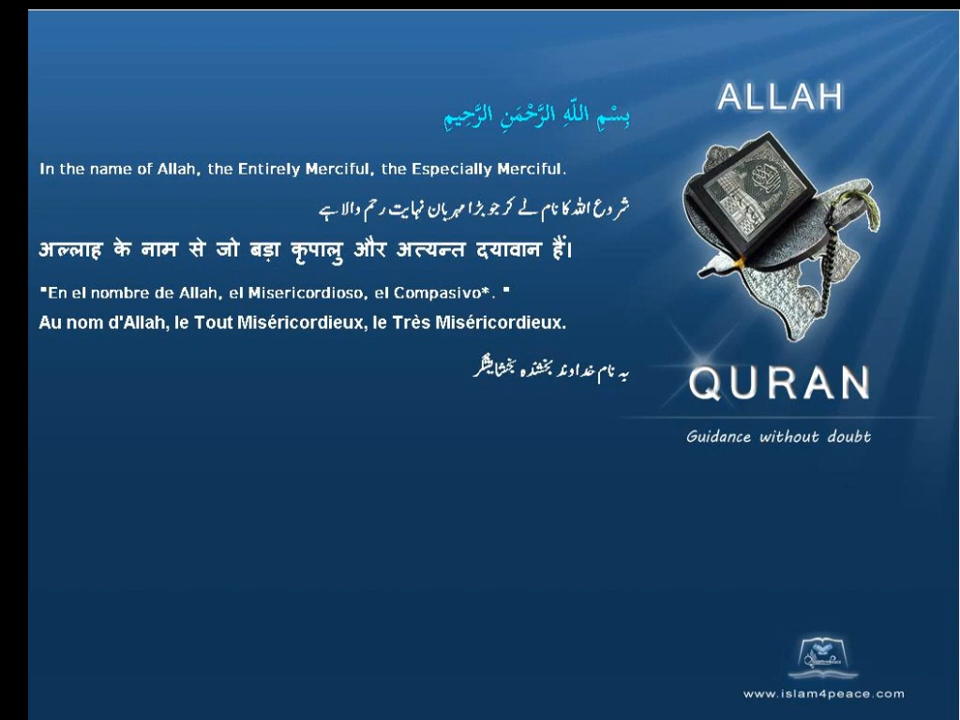 بِسْمِ اللّهِ الرَّحْمَنِ الرَّحِيمِ
In the name of Allah, the Entirely Merciful, the Especially Merciful.
شروع الله کا نام لے کر جو بڑا مہربان نہایت رحم والا ہے
अल्लाह के नाम से जो बड़ा कृपालु और अत्यन्त दयावान हैं।
"En el nombre de Allah, el Misericordioso, el Compasivo*. "
Au nom d'Allah, le Tout Miséricordieux, le Très Miséricordieux.
به نام خداوند بخشنده بخشایشگر
ALLAH
QURAN
Guidance without doubt
www.islam4peace.com